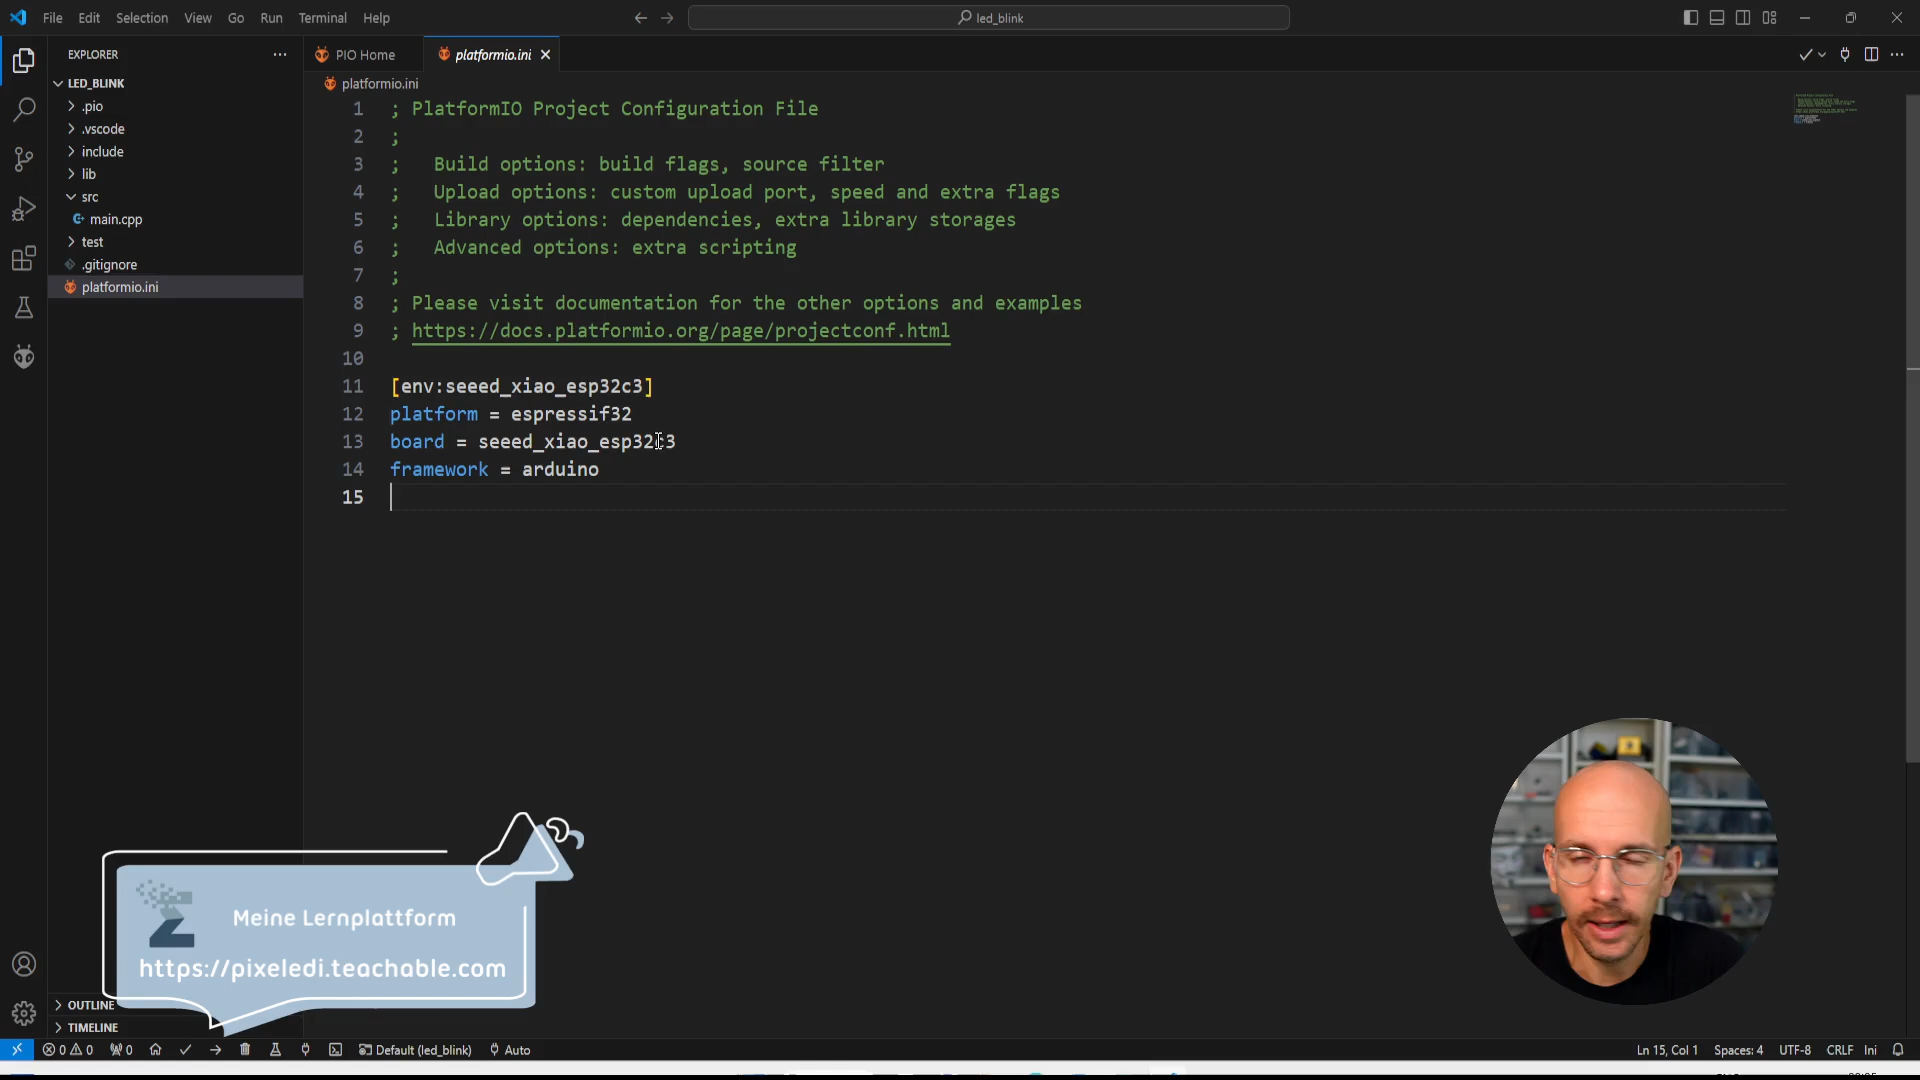 File Edit Selection View Go Run Terminal Help
led_blink
EXPLORER
LED_BLINK
.pio
.vscode
include
lib
src
main.cpp
test
.gitignore
platformio.ini
OUTLINE
TIMELINE
PIO Home
platformio.ini
platformio.ini
1 ; PlatformIO Project Configuration File
2 ;
3 ; Build options: build flags, source filter
4 ; Upload options: custom upload port, speed and extra flags
5 ; Library options: dependencies, extra library storages
6 ; Advanced options: extra scripting
7 ;
8 ; Please visit documentation for the other options and examples
9 ; https://docs.platformio.org/page/projectconf.html
10
11 [env:seeed_xiao_esp32c3]
12 platform = espressif32
13 board = seeed_xiao_esp32c3
14 framework = arduino
15
Meine Lernplattform
https://pixeledi.teachable.com
0 0 0 Default (led_blink) Auto
Ln 15, Col 1 Spaces: 4 UTF-8 CRLF Ini